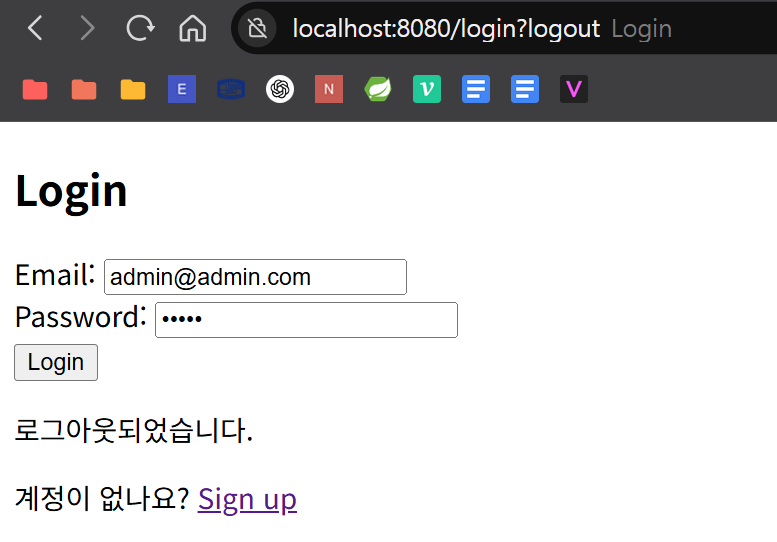 localhost:8080/login?logout Login
E N V V
Login
Email: admin@admin.com
Password: •••••
Login
로그아웃되었습니다.
계정이 없나요? Sign up